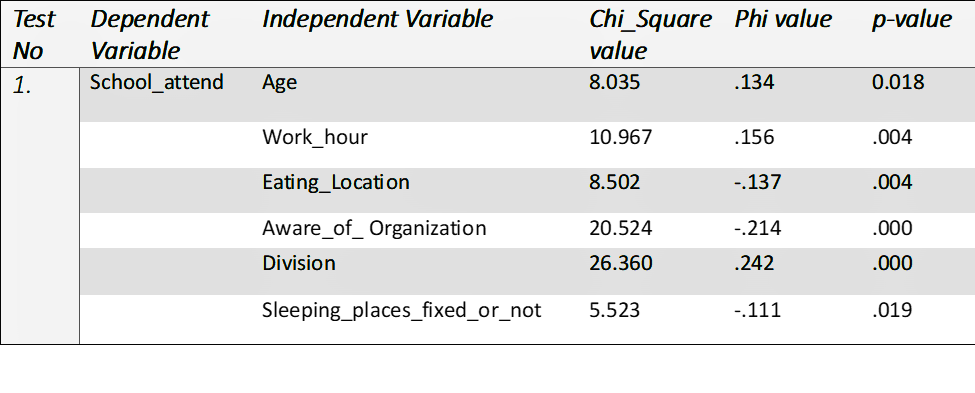 Test No Dependent Variable Independent Variable Chi_Square value Phi value p-value
1. School_attend Age 8.035 .134 0.018
Work_hour 10.967 .156 .004
Eating_Location 8.502 -.137 .004
Aware_of_ Organization 20.524 -.214 .000
Division 26.360 .242 .000
Sleeping_places_fixed_or_not 5.523 -.111 .019